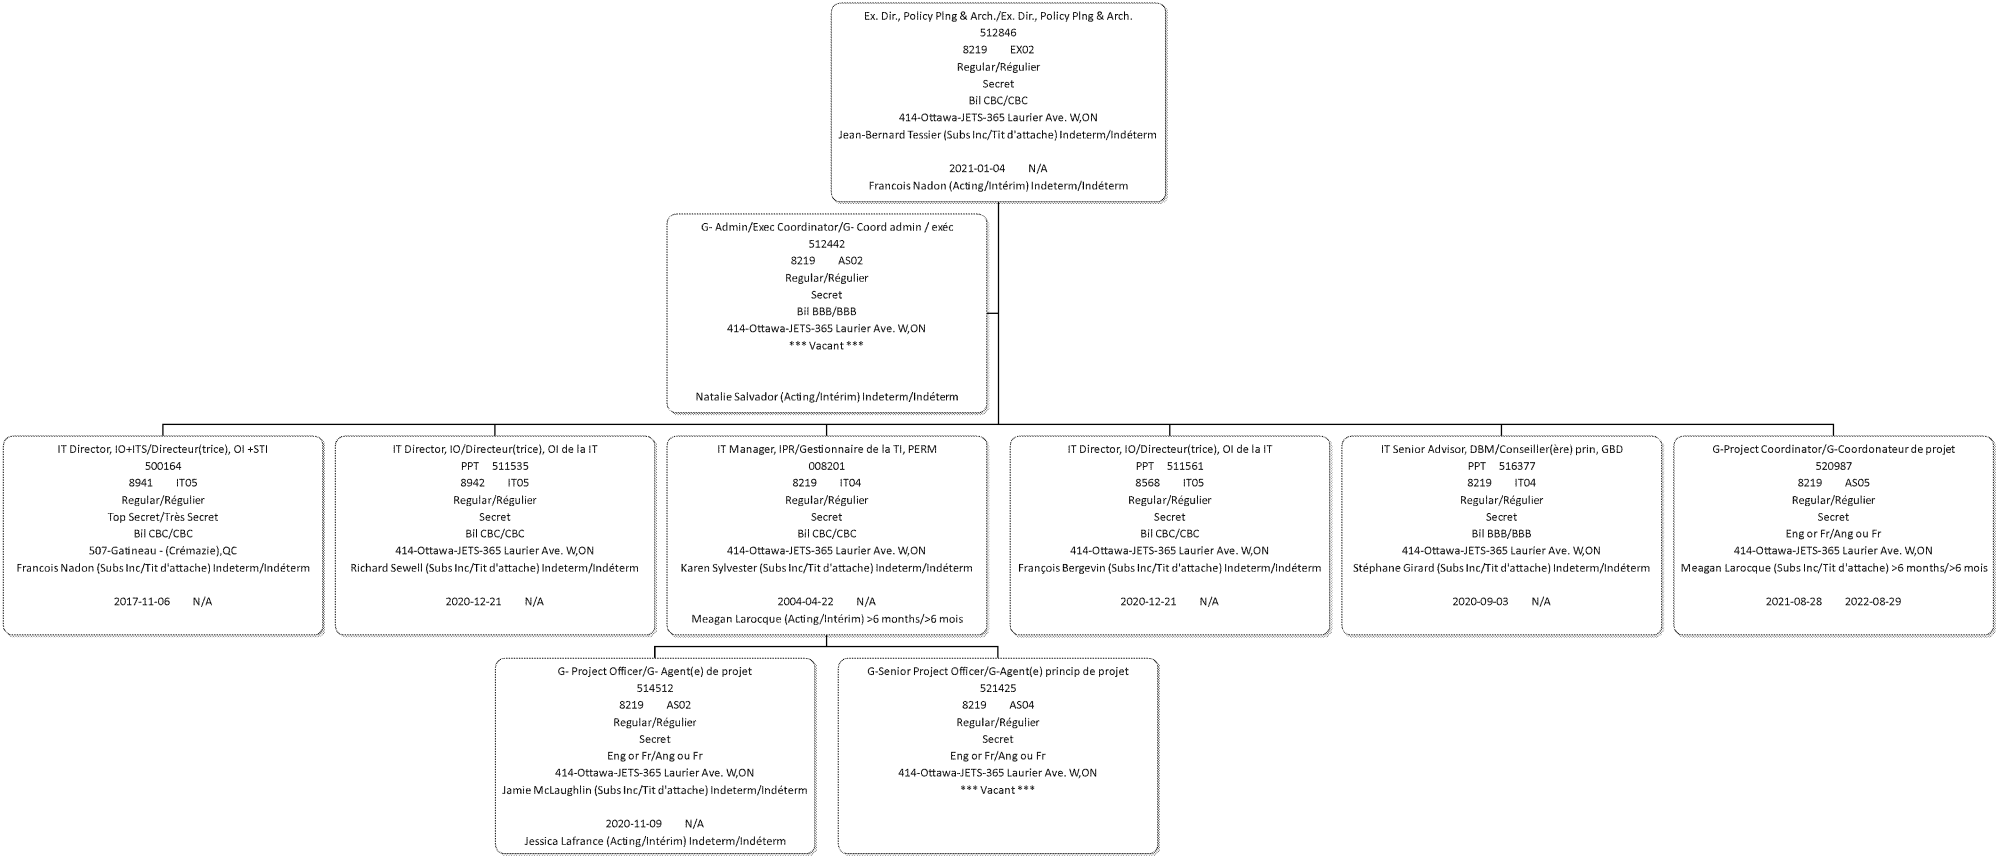 Ex. Dir., Policy Plng & Arch./Ex. Dir., Policy Plng & Arch.
512846
8219 EX02
Regular/Régulier
Secret
Bil CBC/CBC
414-Ottawa-JETS-365 Laurier Ave. W,ON
Jean-Bernard Tessier (Subs Inc/Tit d'attache) Indeterm/Indéterm
2021-01-04 N/A
Francois Nadon (Acting/Intérim) Indeterm/Indéterm
G- Admin/Exec Coordinator/G- Coord admin / exéc
512442
8219 AS02
Regular/Régulier
Secret
Bil BBB/BBB
414-Ottawa-JETS-365 Laurier Ave. W,ON
*** Vacant ***
Natalie Salvador (Acting/Intérim) Indeterm/Indéterm
IT Director, IO+ITS/Directeur(trice), OI +STI
500164
8941 IT05
Regular/Régulier
Top Secret/Très Secret
Bil CBC/CBC
507-Gatineau - (Crémazie),QC
Francois Nadon (Subs Inc/Tit d'attache) Indeterm/Indéterm
2017-11-06 N/A
IT Director, IO/Directeur(trice), OI de la IT
PPT 511535
8942 IT05
Regular/Régulier
Secret
Bil CBC/CBC
414-Ottawa-JETS-365 Laurier Ave. W,ON
Richard Sewell (Subs Inc/Tit d'attache) Indeterm/Indéterm
2020-12-21 N/A
IT Manager, IPR/Gestionnaire de la TI, PERM
008201
8219 IT04
Regular/Régulier
Secret
Bil CBC/CBC
414-Ottawa-JETS-365 Laurier Ave. W,ON
Karen Sylvester (Subs Inc/Tit d'attache) Indeterm/Indéterm
2004-04-22 N/A
Meagan Larocque (Acting/Intérim) >6 months/>6 mois
IT Director, IO/Directeur(trice), OI de la IT
PPT 511561
8568 IT05
Regular/Régulier
Secret
Bil CBC/CBC
414-Ottawa-JETS-365 Laurier Ave. W,ON
François Bergevin (Subs Inc/Tit d'attache) Indeterm/Indéterm
2020-12-21 N/A
IT Senior Advisor, DBM/Conseiller(ère) prin, GBD
PPT 516377
8219 IT04
Regular/Régulier
Secret
Bil BBB/BBB
414-Ottawa-JETS-365 Laurier Ave. W,ON
Stéphane Girard (Subs Inc/Tit d'attache) Indeterm/Indéterm
2020-09-03 N/A
G-Project Coordinator/G-Coordonateur de projet
520987
8219 AS05
Regular/Régulier
Secret
Eng or Fr/Ang ou Fr
414-Ottawa-JETS-365 Laurier Ave. W,ON
Meagan Larocque (Subs Inc/Tit d'attache) >6 months/>6 mois
2021-08-28 2022-08-29
G- Project Officer/G- Agent(e) de projet
514512
8219 AS02
Regular/Régulier
Secret
Eng or Fr/Ang ou Fr
414-Ottawa-JETS-365 Laurier Ave. W,ON
Jamie McLaughlin (Subs Inc/Tit d'attache) Indeterm/Indéterm
2020-11-09 N/A
Jessica Lafrance (Acting/Intérim) Indeterm/Indéterm
G-Senior Project Officer/G-Agent(e) princip de projet
521425
8219 AS04
Regular/Régulier
Secret
Eng or Fr/Ang ou Fr
414-Ottawa-JETS-365 Laurier Ave. W,ON
*** Vacant ***